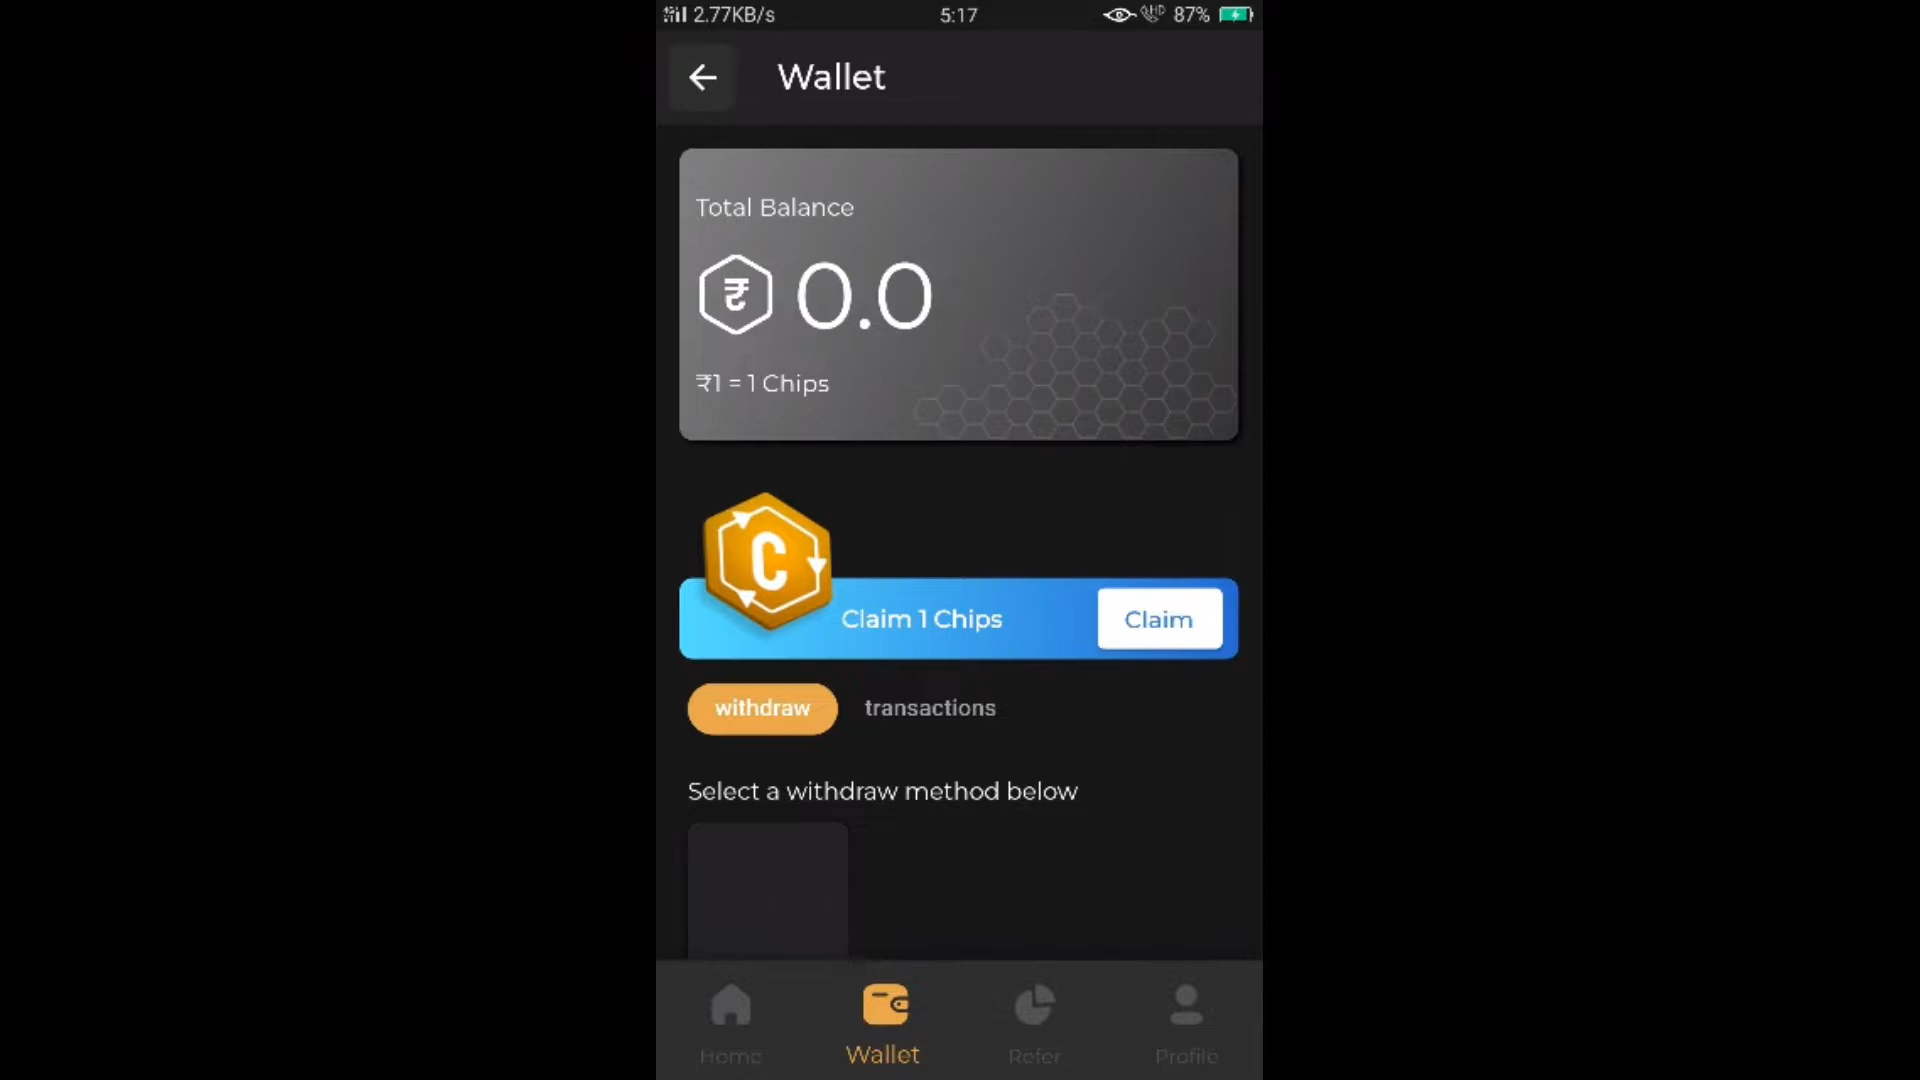 2.77KB/s 5:17 HD 87%
Wallet
Total Balance
₹ 0.0
₹1 = 1 Chips
C
Claim 1 Chips Claim
withdraw transactions
Select a withdraw method below
Home Wallet Refer Profile